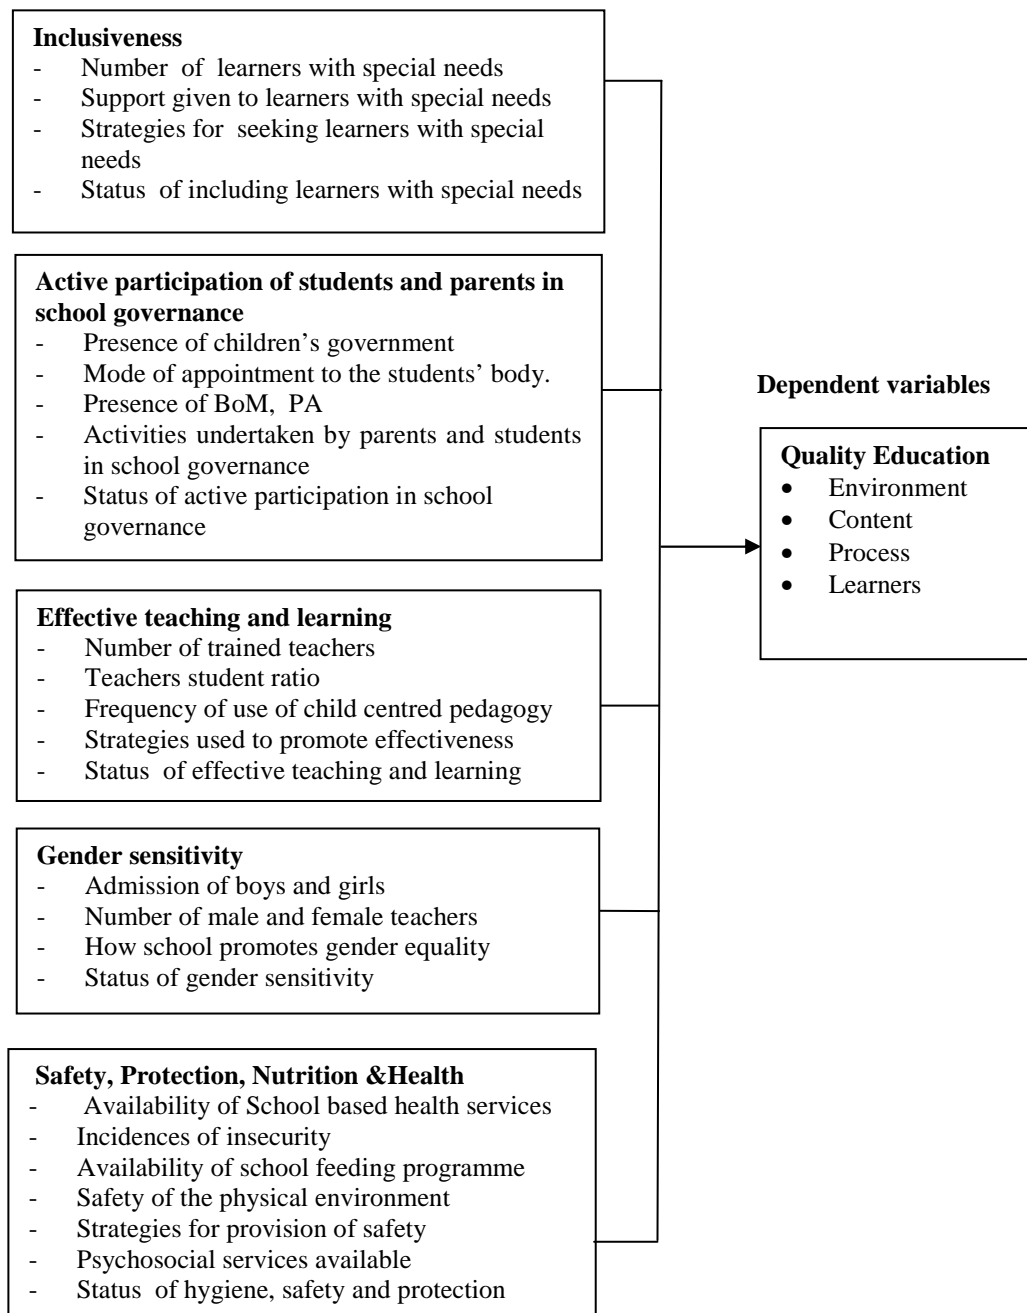 Inclusiveness
- Number of learners with special needs
- Support given to learners with special needs
- Strategies for seeking learners with special
needs
- Status of including learners with special needs
Active participation of students and parents in
school governance
- Presence of children’s government
- Mode of appointment to the students’ body.
- Presence of BoM, PA
- Activities undertaken by parents and students
in school governance
- Status of active participation in school
governance
Effective teaching and learning
- Number of trained teachers
- Teachers student ratio
- Frequency of use of child centred pedagogy
- Strategies used to promote effectiveness
- Status of effective teaching and learning
Gender sensitivity
- Admission of boys and girls
- Number of male and female teachers
- How school promotes gender equality
- Status of gender sensitivity
Safety, Protection, Nutrition &Health
- Availability of School based health services
- Incidences of insecurity
- Availability of school feeding programme
- Safety of the physical environment
- Strategies for provision of safety
- Psychosocial services available
- Status of hygiene, safety and protection
Dependent variables
Quality Education
• Environment
• Content
• Process
• Learners